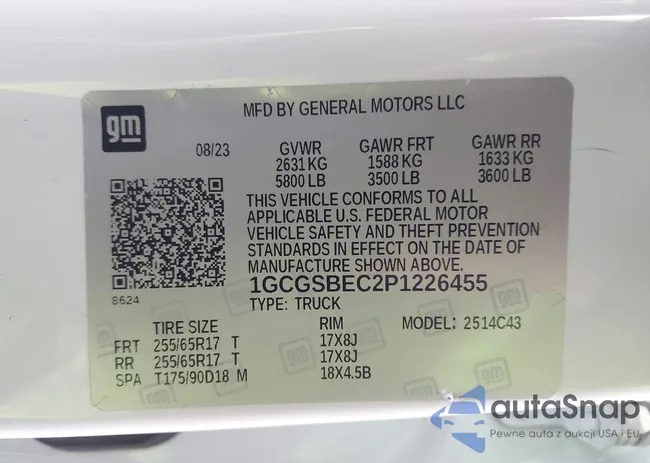 MFD BY GENERAL MOTORS LLC
gm
08/23 GVWR GAWR FRT GAWR RR
2631 KG 1588 KG 1633 KG
5800 LB 3500 LB 3600 LB
THIS VEHICLE CONFORMS TO ALL
APPLICABLE U.S. FEDERAL MOTOR
VEHICLE SAFETY AND THEFT PREVENTION
STANDARDS IN EFFECT ON THE DATE OF
MANUFACTURE SHOWN ABOVE.
8624
1GCGSBEC2P1226455
TYPE: TRUCK
TIRE SIZE RIM MODEL: 2514C43
FRT 255/65R17 T 17X8J
RR 255/65R17 T 17X8J
SPA T175/90D18 M 18X4.5B
autaSnap
Pewne auta z aukcji USA i EU